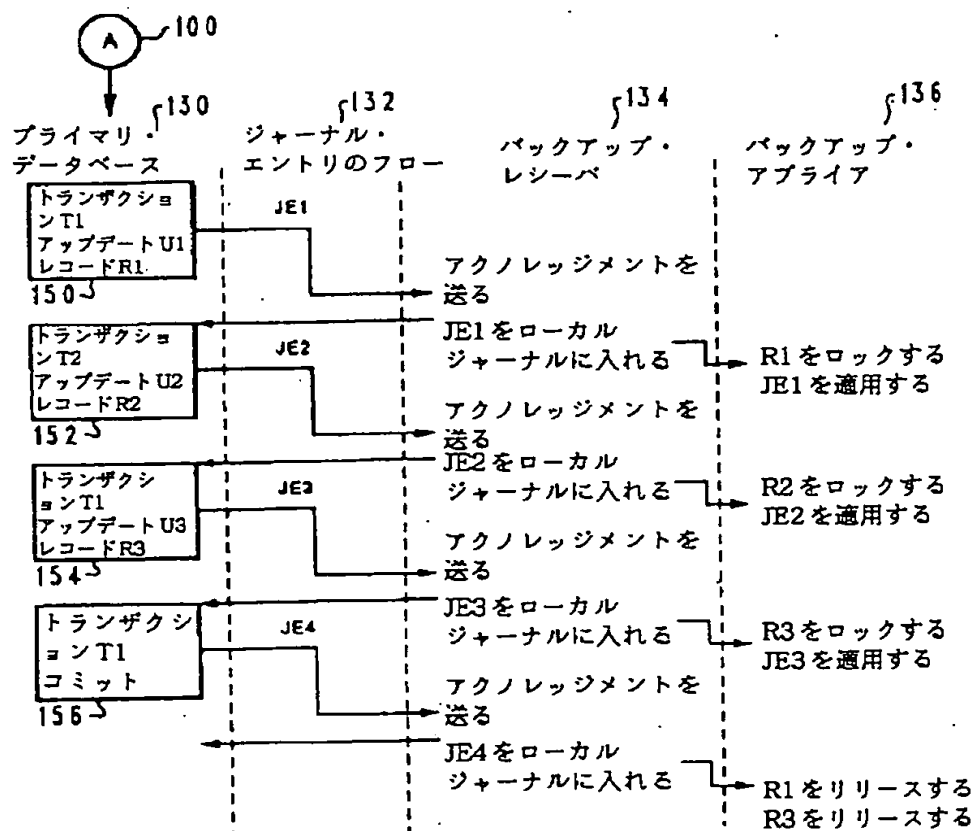 A
100
130
132
134
136
プライマリ・
データベース
ジャーナル・
エントリのフロー
バックアップ・
レシーバ
バックアップ・
アプライア
トランザクショ
ンT1
アップデートU1
レコードR1
150
JE1
アクノレッジメントを
送る
JE1をローカル
ジャーナルに入れる
R1をロックする
JE1を適用する
トランザクショ
ンT2
アップデートU2
レコードR2
152
JE2
アクノレッジメントを
送る
JE2をローカル
ジャーナルに入れる
R2をロックする
JE2を適用する
トランザクシ
ョンT1
アップデートU3
レコードR3
154
JE3
アクノレッジメントを
送る
JE3をローカル
ジャーナルに入れる
R3をロックする
JE3を適用する
トランザクシ
ョンT1
コミット
156
JE4
アクノレッジメントを
送る
JE4をローカル
ジャーナルに入れる
R1をリリースする
R3をリリースする